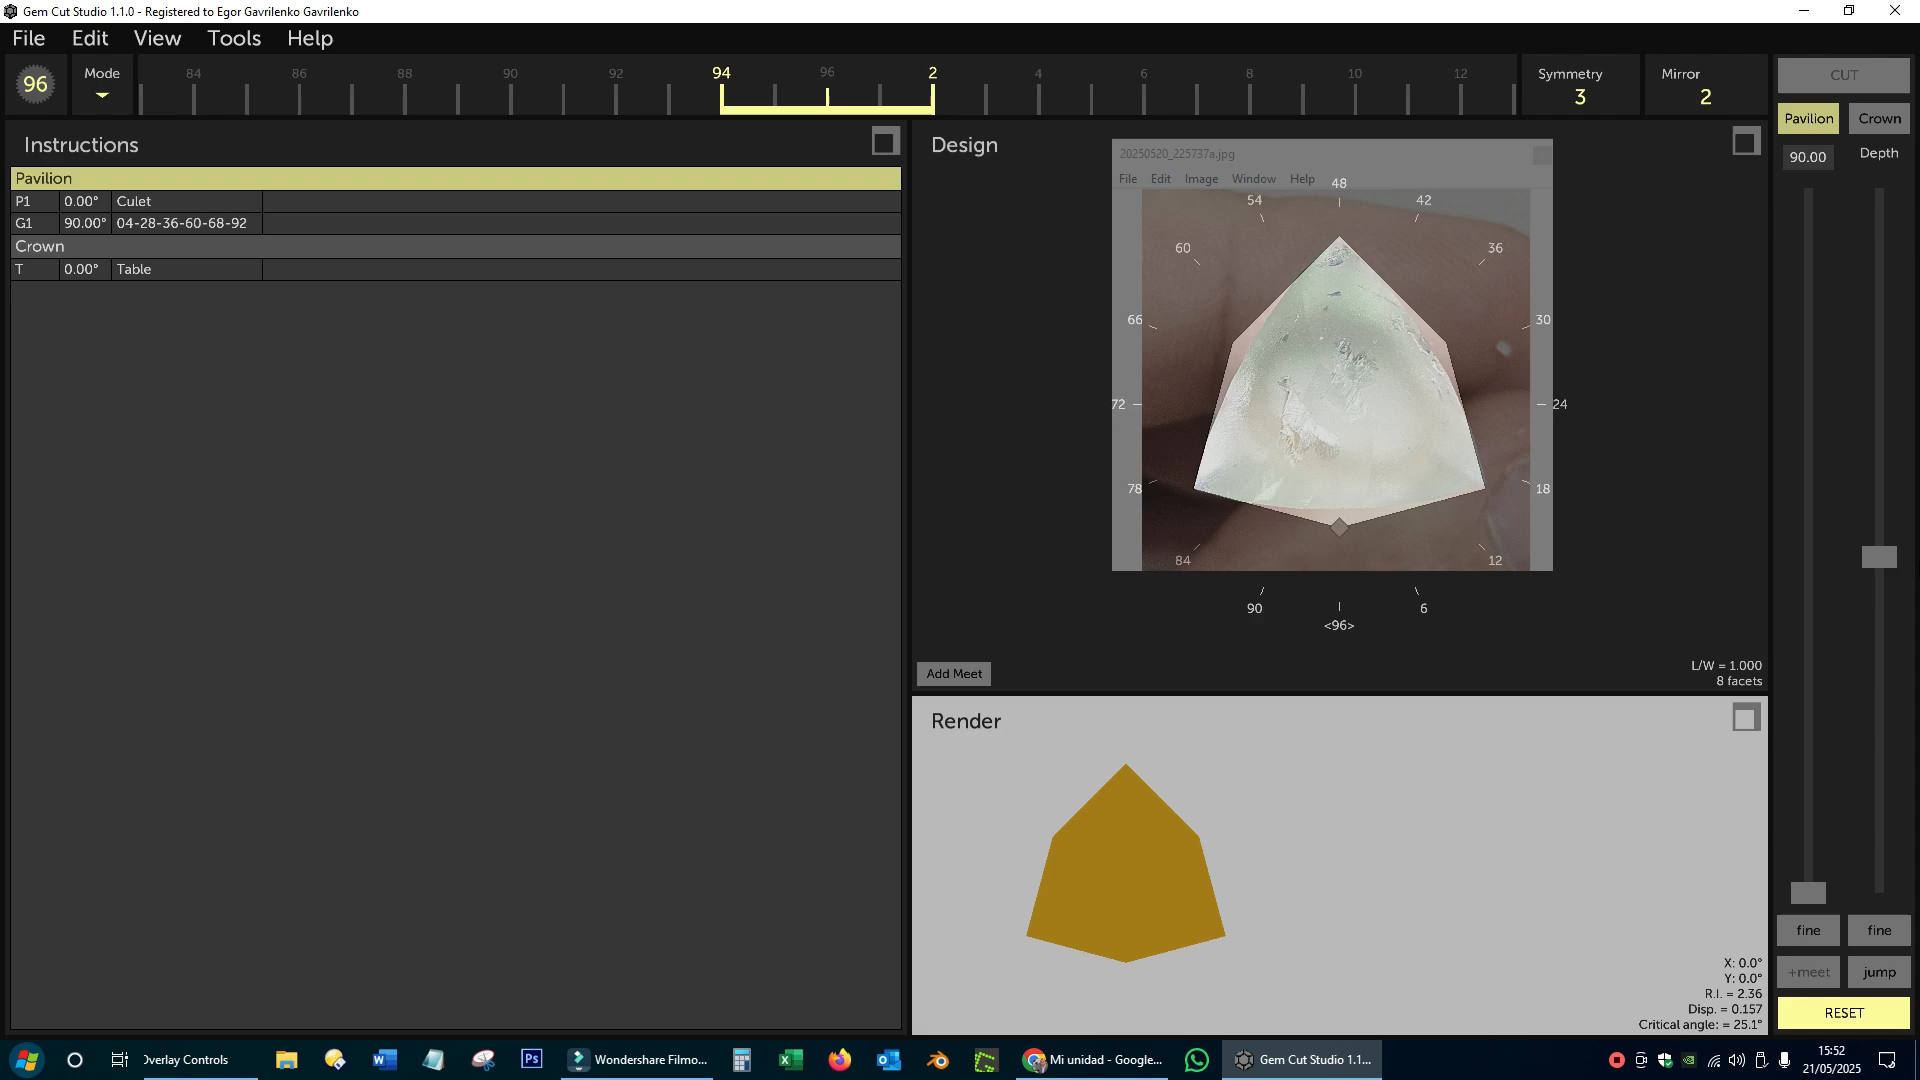 Gem Cut Studio 1.1.0 - Registered to Egor Gavrilenko Gavrilenko
File Edit View Tools Help
96
Mode
84 86 88 90 92 94 96 2 4 6 8 10 12
Symmetry
3
Mirror
2
CUT
Pavilion Crown
90.00
Depth
Instructions
Pavilion
P1 0.00° Culet
G1 90.00° 04-28-36-60-68-92
Crown
T 0.00° Table
Design
20250520_225737a.jpg
File Edit Image Window Help
48
54 42
60 36
66 30
72 24
78 18
84 12
90 6
<96>
Add Meet
L/W = 1.000
8 facets
Render
X: 0.0°
Y: 0.0°
R.I. = 2.36
Disp. = 0.157
Critical angle: = 25.1°
fine fine
+meet jump
RESET
Overlay Controls
Wondershare Filmo...
Mi unidad - Google...
Gem Cut Studio 1.1...
15:52
21/05/2025